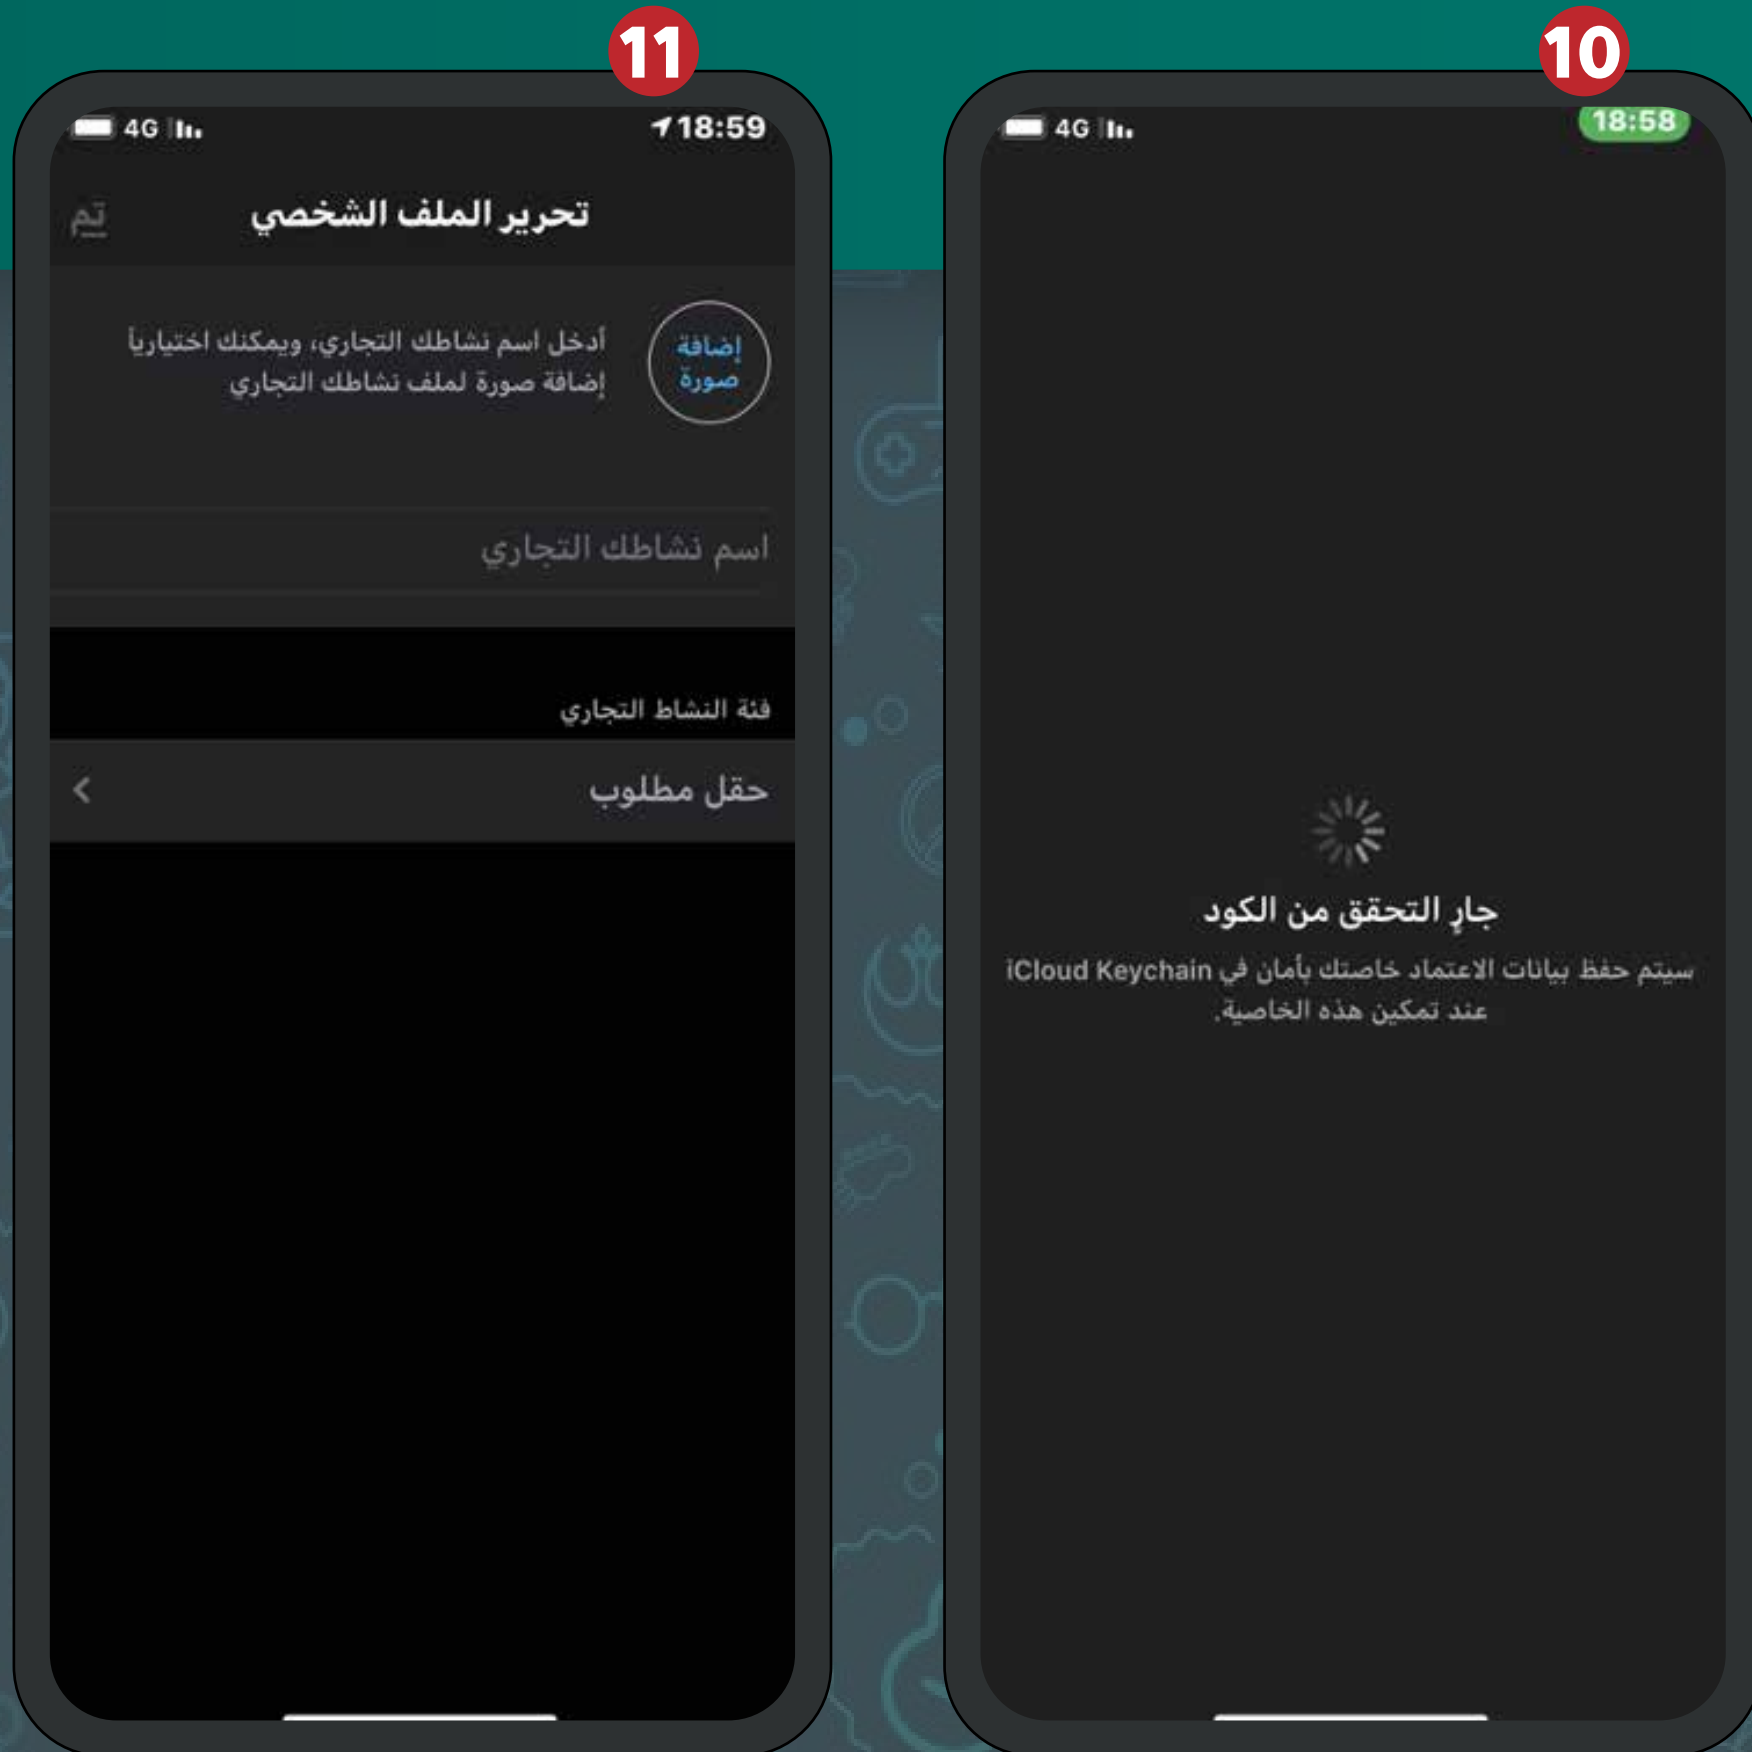 10
18:58
4G
جارٍ التحقق من الكود
سيتم حفظ بيانات الاعتماد خاصتك بأمان في iCloud Keychain
عند تمكين هذه الخاصية.
11
18:59
4G
تحرير الملف الشخصي
تم
إضافة
صورة
أدخل اسم نشاطك التجاري، ويمكنك اختيارياً
إضافة صورة لملف نشاطك التجاري
اسم نشاطك التجاري
فئة النشاط التجاري
حقل مطلوب